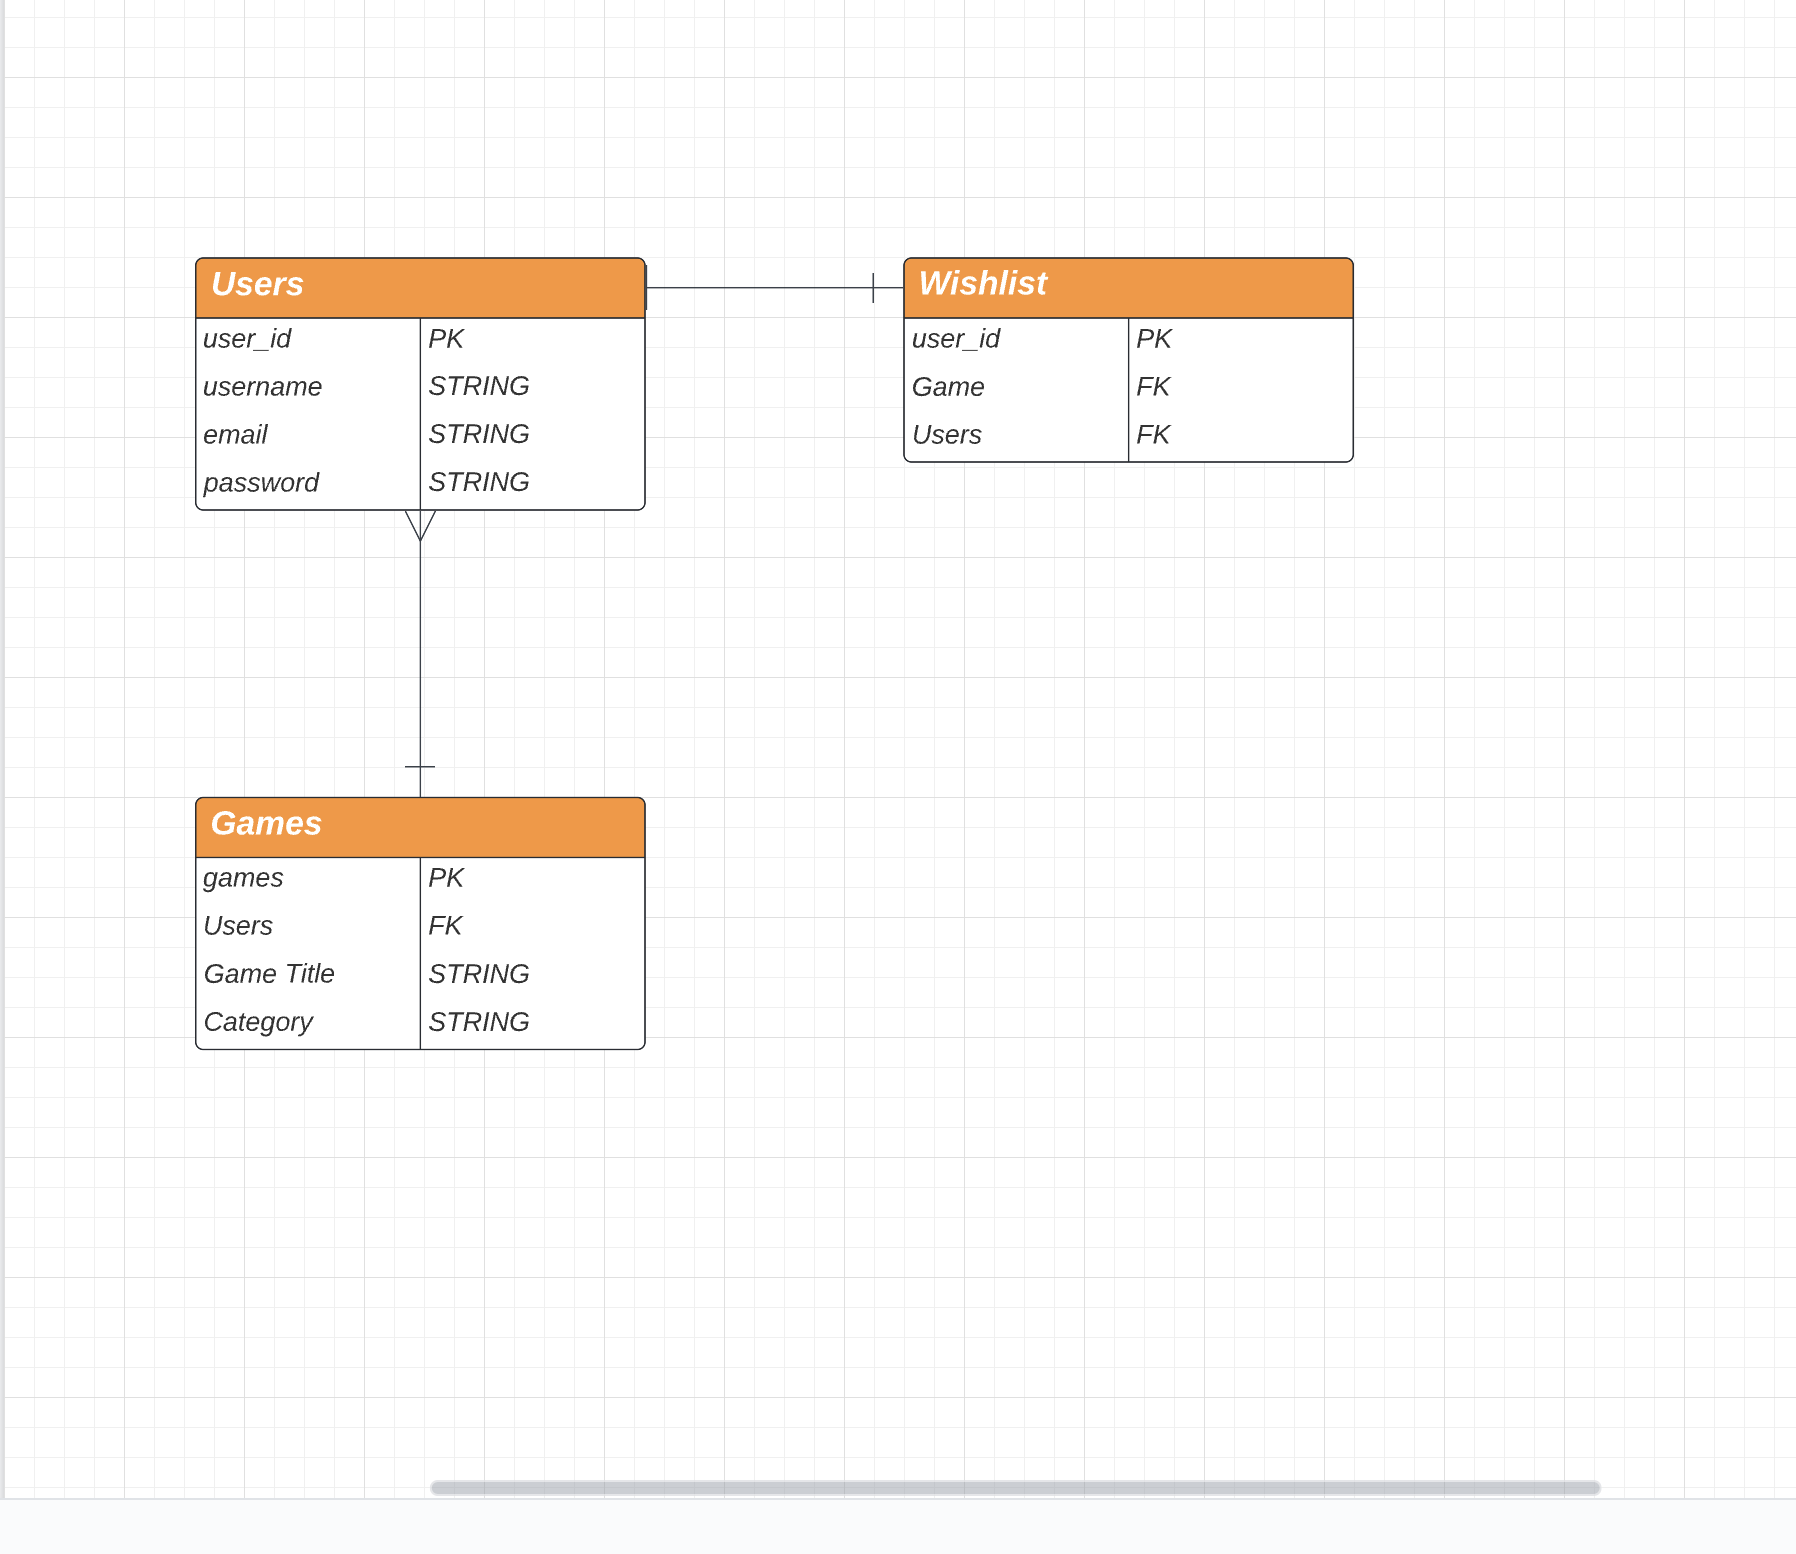 Users
user_id PK
username STRING
email STRING
password STRING
Wishlist
user_id PK
Game FK
Users FK
Games
games PK
Users FK
Game Title STRING
Category STRING